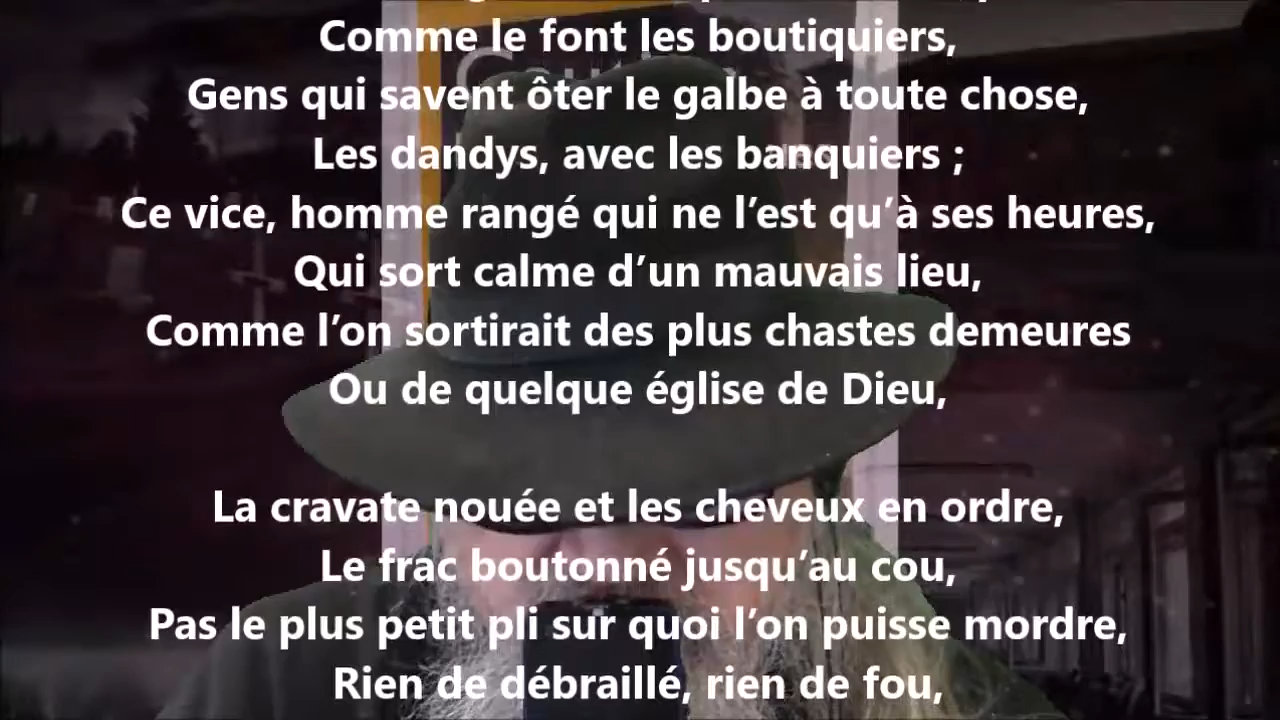 Comme le font les boutiquiers,
Gens qui savent ôter le galbe à toute chose,
Les dandys, avec les banquiers ;
Ce vice, homme rangé qui ne l’est qu’à ses heures,
Qui sort calme d’un mauvais lieu,
Comme l’on sortirait des plus chastes demeures
Ou de quelque église de Dieu,
La cravate nouée et les cheveux en ordre,
Le frac boutonné jusqu’au cou,
Pas le plus petit pli sur quoi l’on puisse mordre,
Rien de débraillé, rien de fou,